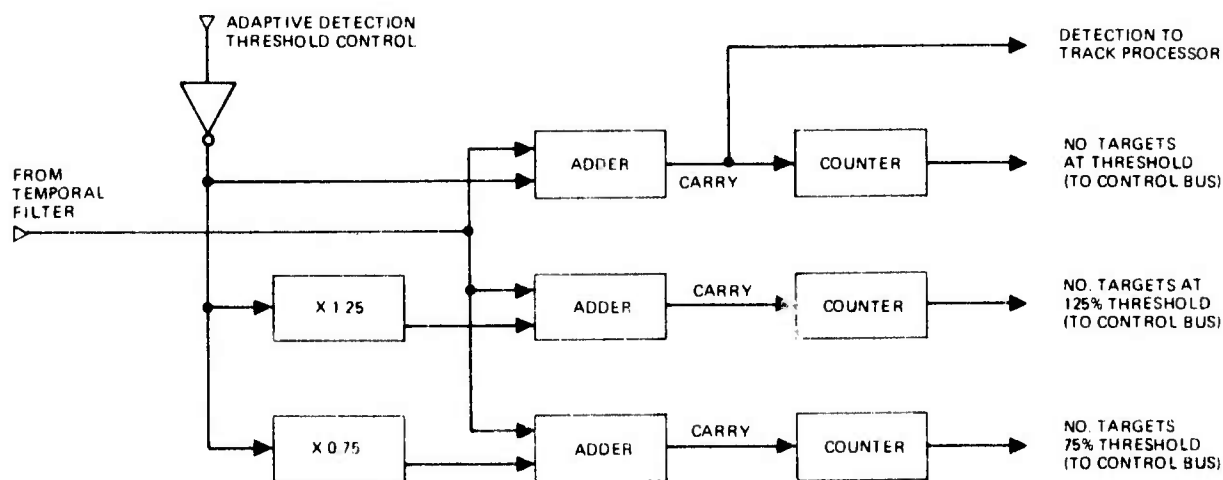 ADAPTIVE DETECTION
THRESHOLD CONTROL
DETECTION TO
TRACK PROCESSOR
FROM
TEMPORAL
FILTER
ADDER
CARRY
COUNTER
NO. TARGETS
AT THRESHOLD
(TO CONTROL BUS)
X 1.25
ADDER
CARRY
COUNTER
NO. TARGETS AT
125% THRESHOLD
(TO CONTROL BUS)
X 0.75
ADDER
CARRY
COUNTER
NO. TARGETS
75% THRESHOLD
(TO CONTROL BUS)